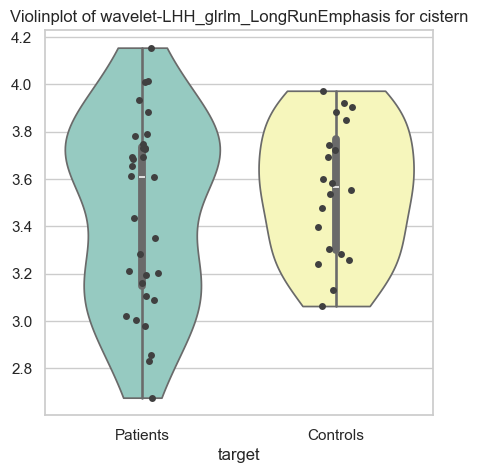 Violinplot of wavelet-LHH_glrlm_LongRunEmphasis for cistern
4.2
4.0
3.8
3.6
3.4
3.2
3.0
2.8
Patients Controls
target